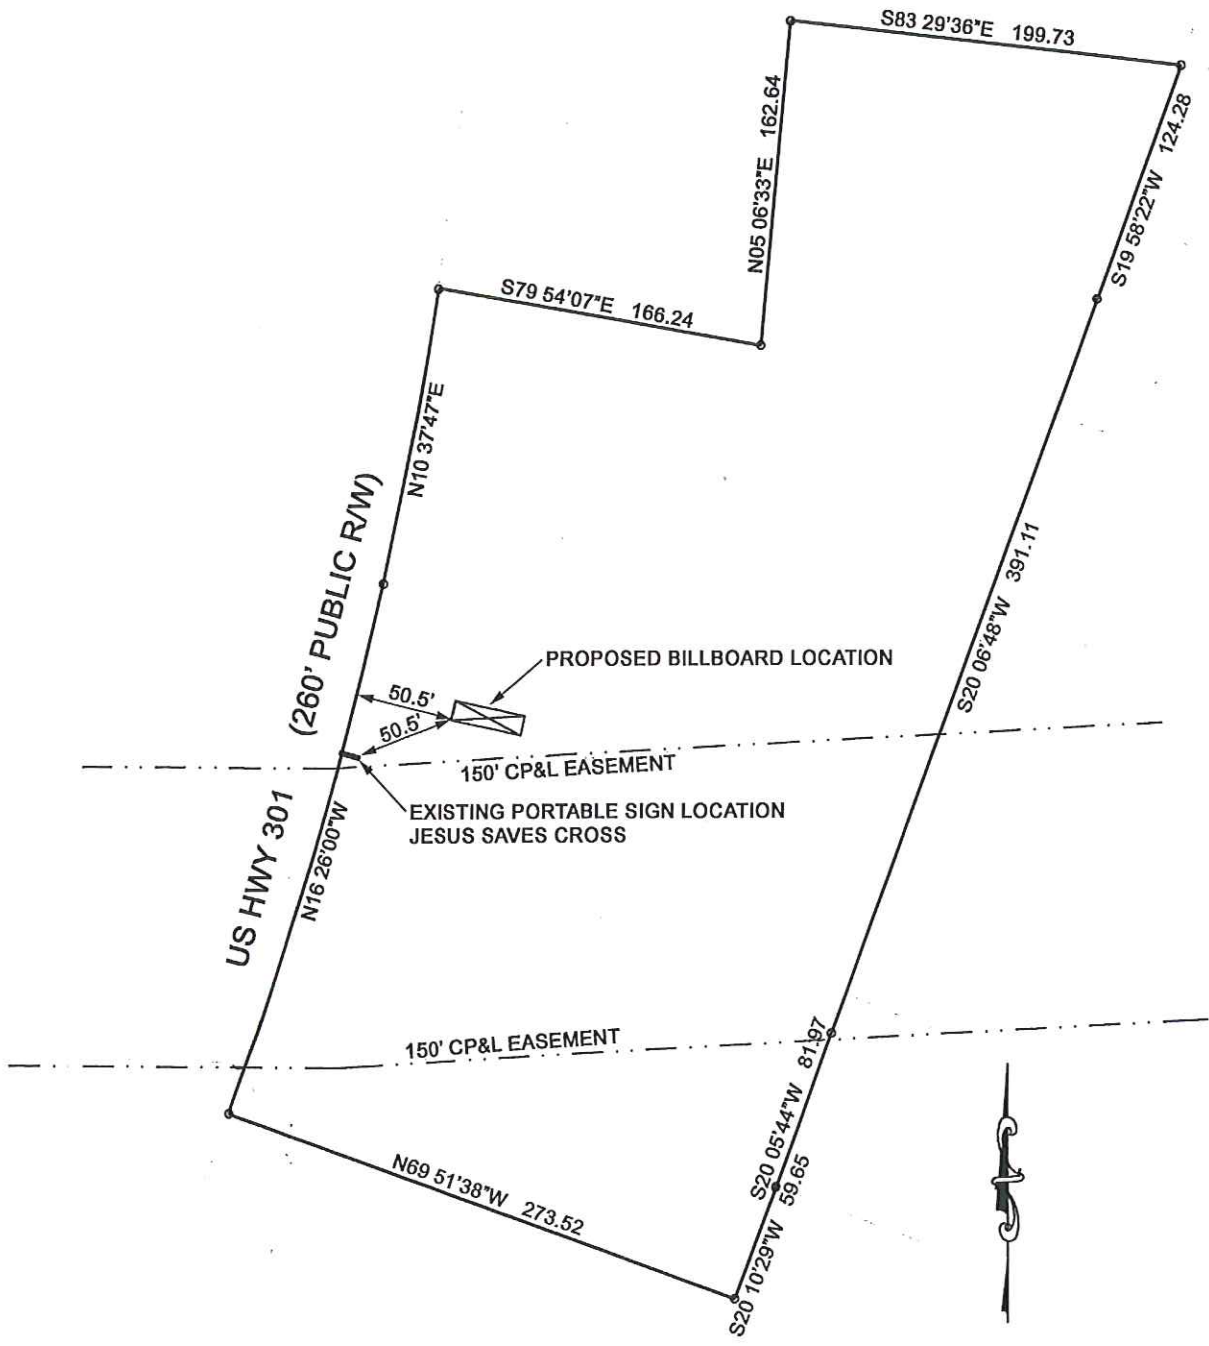 S83 29'36"E 199.73
N05 06'33"E 162.64
S19 58'22"W 124.28
S79 54'07"E 166.24
N10 37'47"E
(260' PUBLIC R/W)
S20 06'48"W 391.11
PROPOSED BILLBOARD LOCATION
50.5'
50.5'
150' CP&L EASEMENT
EXISTING PORTABLE SIGN LOCATION
JESUS SAVES CROSS
US HWY 301
N16 26'00"W
150' CP&L EASEMENT
S20 05'44"W 81.97
N69 51'38"W 273.52
S20 10'29"W 59.65